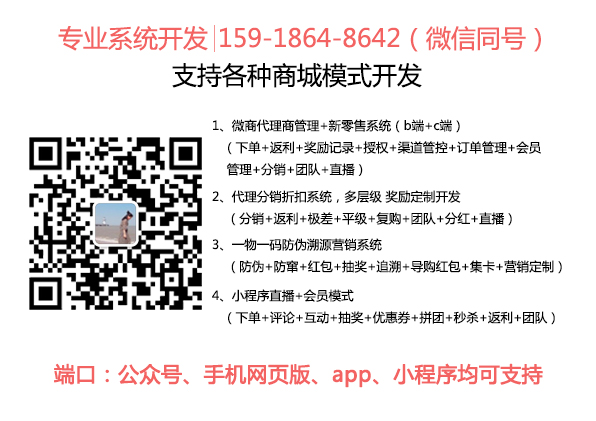 专业系统开发|159-1864-8642（微信同号）
支持各种商城模式开发
1、微商代理商管理+新零售系统（b端+c端）
（下单+返利+奖励记录+授权+渠道管控+订单管理+会员
管理+分销+团队+直播）
2、代理分销折扣系统，多层级 奖励定制开发
（分销+返利+极差+平级+复购+团队+分红+直播）
3、一物一码防伪溯源营销系统
（防伪+防窜+红包+抽奖+追溯+导购红包+集卡+营销定制）
4、小程序直播+会员模式
（下单+评论+互动+抽奖+优惠券+拼团+秒杀+返利+团队）
端口：公众号、手机网页版、app、小程序均可支持